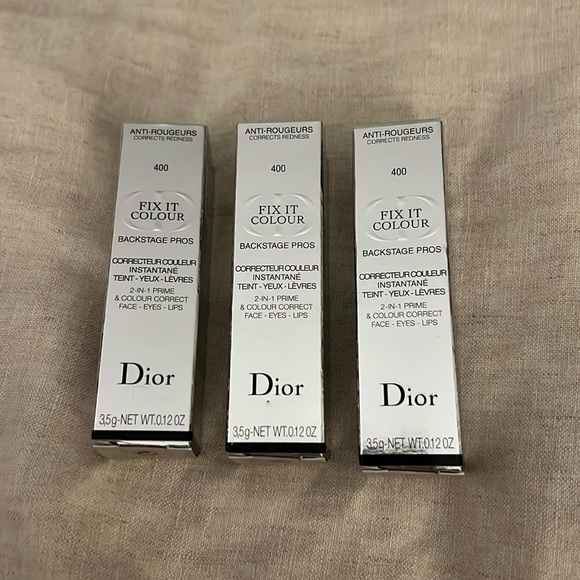 ANTI-ROUGEURS
CORRECTS REDNESS
400
FIX IT
COLOUR
BACKSTAGE PROS
CORRECTEUR COULEUR
INSTANTANÉ
TEINT - YEUX - LÈVRES
2-IN-1 PRIME
& COLOUR CORRECT
FACE - EYES - LIPS
Dior
3,5g-NET WT.0.12 OZ
ANTI-ROUGEURS
CORRECTS REDNESS
400
FIX IT
COLOUR
BACKSTAGE PROS
CORRECTEUR COULEUR
INSTANTANÉ
TEINT - YEUX - LÈVRES
2-IN-1 PRIME
& COLOUR CORRECT
FACE - EYES - LIPS
Dior
3,5g-NET WT.0.12 OZ
ANTI-ROUGEURS
CORRECTS REDNESS
400
FIX IT
COLOUR
BACKSTAGE PROS
CORRECTEUR COULEUR
INSTANTANÉ
TEINT - YEUX - LÈVRES
2-IN-1 PRIME
& COLOUR CORRECT
FACE - EYES - LIPS
Dior
3,5g-NET WT.0.12 OZ